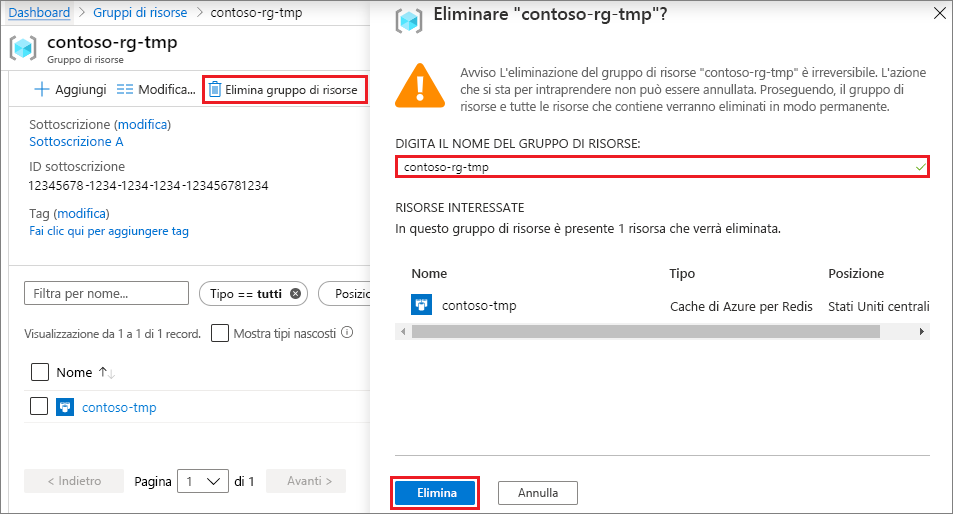 Dashboard > Gruppi di risorse > contoso-rg-tmp
contoso-rg-tmp
Gruppo di risorse
Aggiungi Modifica... Elimina gruppo di risorse
Sottoscrizione (modifica)
Sottoscrizione A
ID sottoscrizione
12345678-1234-1234-1234-123456781234
Tag (modifica)
Fai clic qui per aggiungere tag
Filtra per nome... Tipo == tutti Posizio
Visualizzazione da 1 a 1 di 1 record. Mostra tipi nascosti
Nome
contoso-tmp
< Indietro Pagina 1 di 1 Avanti >
Eliminare "contoso-rg-tmp"?
Avviso L'eliminazione del gruppo di risorse "contoso-rg-tmp" è irreversibile. L'azione
che si sta per intraprendere non può essere annullata. Proseguendo, il gruppo di
risorse e tutte le risorse che contiene verranno eliminati in modo permanente.
DIGITA IL NOME DEL GRUPPO DI RISORSE:
contoso-rg-tmp
RISORSE INTERESSATE
In questo gruppo di risorse è presente 1 risorsa che verrà eliminata.
Nome Tipo Posizione
contoso-tmp Cache di Azure per Redis Stati Uniti centrali
Elimina Annulla